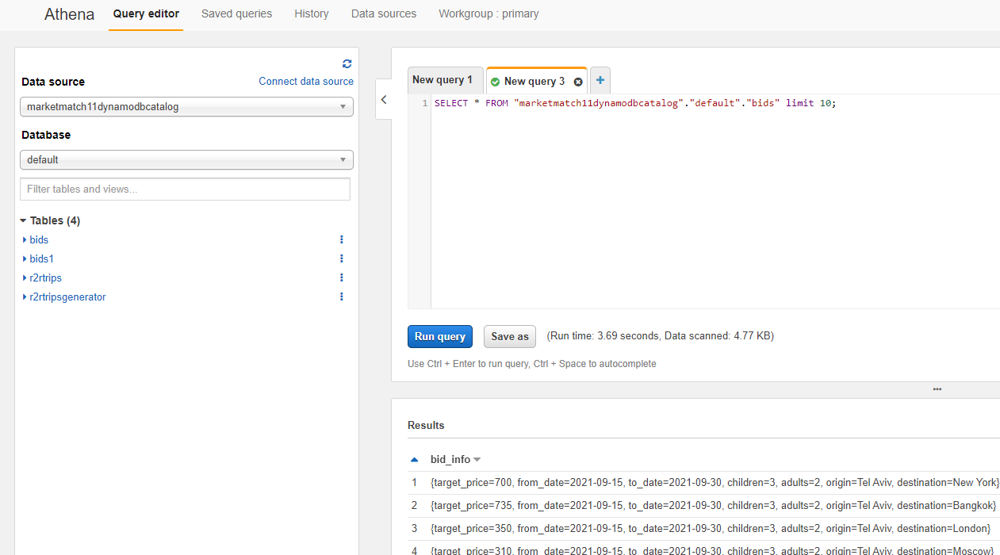 Athena Query editor Saved queries History Data sources Workgroup : primary
Data source Connect data source
marketmatch11dynamodbcatalog
Database
default
Filter tables and views...
Tables (4)
bids
bids1
r2rtrips
r2rtripsgenerator
New query 1 New query 3
1 SELECT * FROM "marketmatch11dynamodbcatalog"."default"."bids" limit 10;
Run query Save as (Run time: 3.69 seconds, Data scanned: 4.77 KB)
Use Ctrl + Enter to run query, Ctrl + Space to autocomplete
Results
bid_info
1 {target_price=700, from_date=2021-09-15, to_date=2021-09-30, children=3, adults=2, origin=Tel Aviv, destination=New York}
2 {target_price=735, from_date=2021-09-15, to_date=2021-09-30, children=3, adults=2, origin=Tel Aviv, destination=Bangkok}
3 {target_price=350, from_date=2021-09-15, to_date=2021-09-30, children=3, adults=2, origin=Tel Aviv, destination=London}
4 {target_price=310, from_date=2021-09-15, to_date=2021-09-30, children=3, adults=2, origin=Tel Aviv, destination=Moscow}